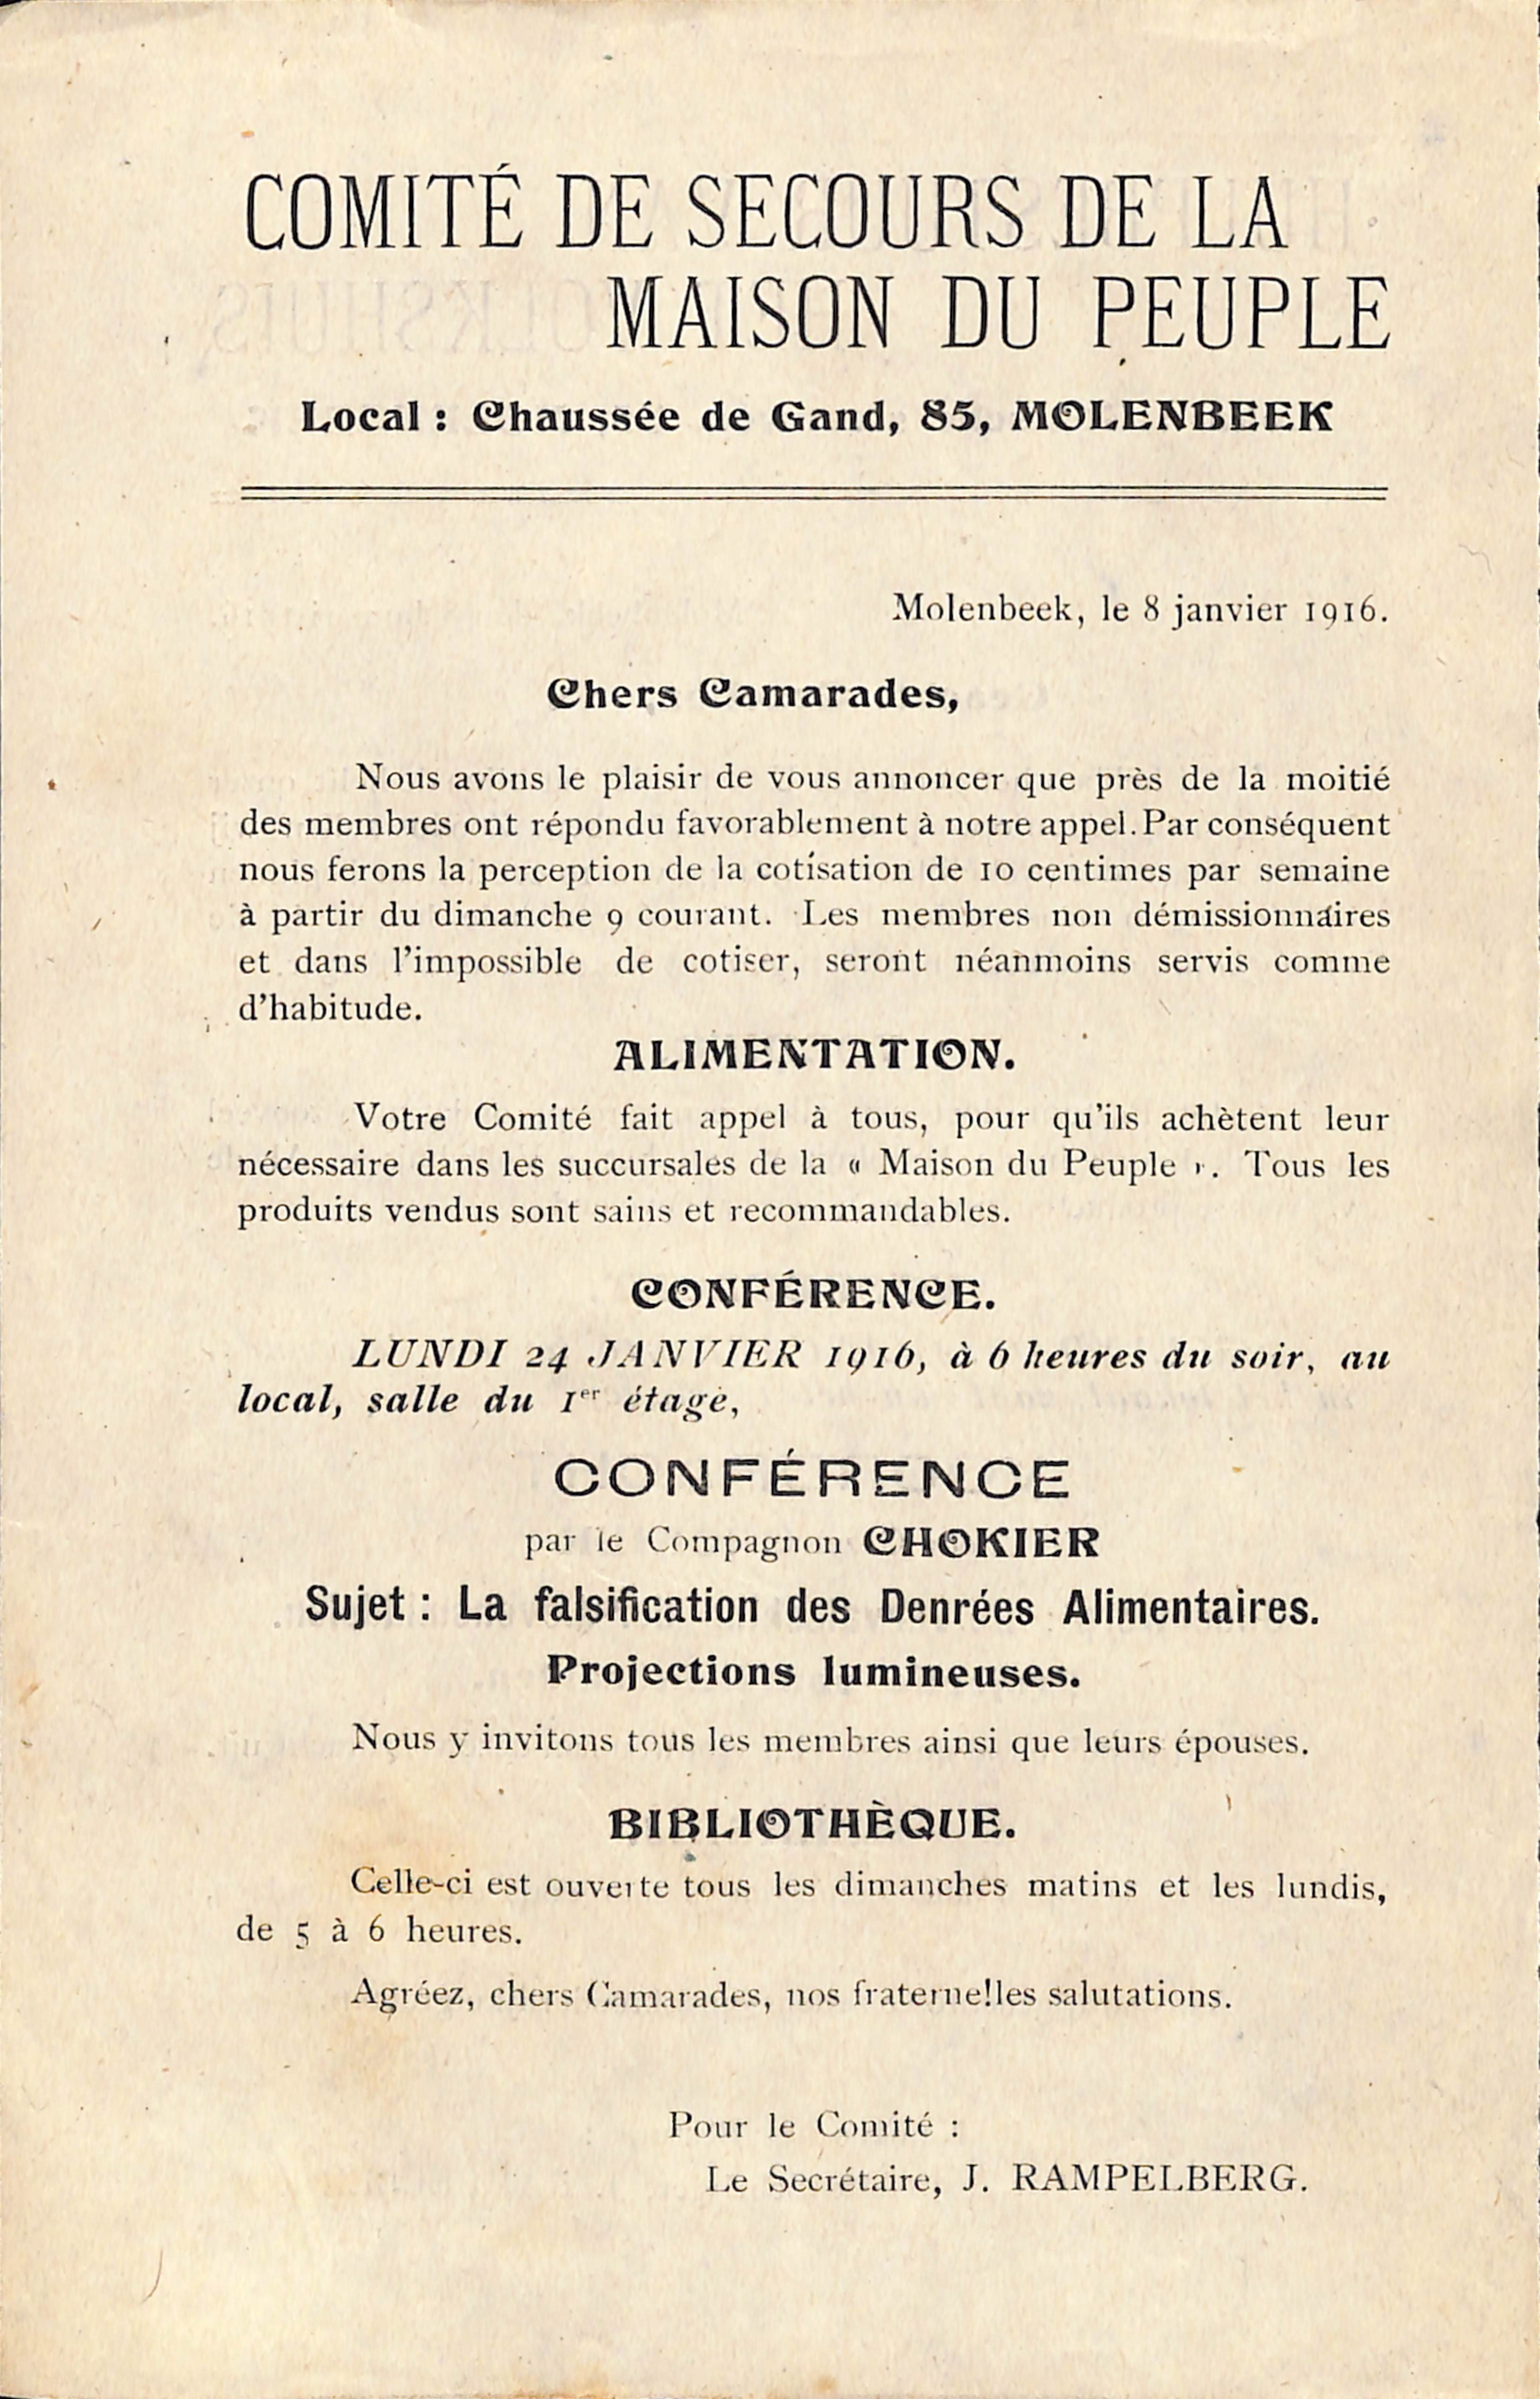 COMITÉ DE SECOURS DE LA
MAISON DU PEUPLE
Local : Chaussée de Gand, 85, MOLENBEEK
Molenbeek, le 8 janvier 1916.
Chers Camarades,
Nous avons le plaisir de vous annoncer que près de la moitié
des membres ont répondu favorablement à notre appel. Par conséquent
nous ferons la perception de la cotisation de 10 centimes par semaine
à partir du dimanche 9 courant. Les membres non démissionnaires
et dans l'impossible de cotiser, seront néanmoins servis comme
d'habitude.
ALIMENTATION.
Votre Comité fait appel à tous, pour qu'ils achètent leur
nécessaire dans les succursales de la « Maison du Peuple ». Tous les
produits vendus sont sains et recommandables.
CONFÉRENCE.
LUNDI 24 JANVIER 1916, à 6 heures du soir, au
local, salle du 1er étage,
CONFÉRENCE
par le Compagnon CHOKIER
Sujet : La falsification des Denrées Alimentaires.
Projections lumineuses.
Nous y invitons tous les membres ainsi que leurs épouses.
BIBLIOTHÈQUE.
Celle-ci est ouverte tous les dimanches matins et les lundis,
de 5 à 6 heures.
Agréez, chers Camarades, nos fraternelles salutations.
Pour le Comité :
Le Secrétaire, J. RAMPELBERG.